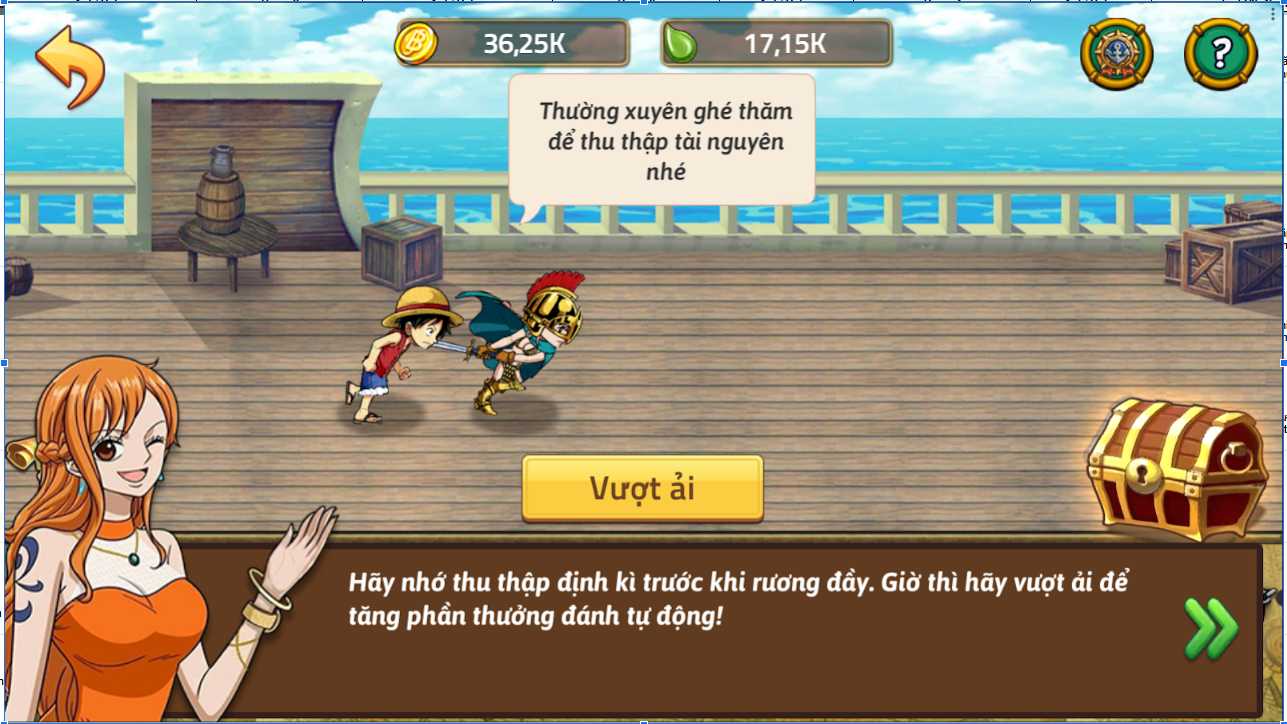 36,25K
17,15K
?
Thường xuyên ghé thăm
để thu thập tài nguyên
nhé
Vượt ải
Hãy nhớ thu thập định kì trước khi rương đầy. Giờ thì hãy vượt ải để
tăng phần thưởng đánh tự động!